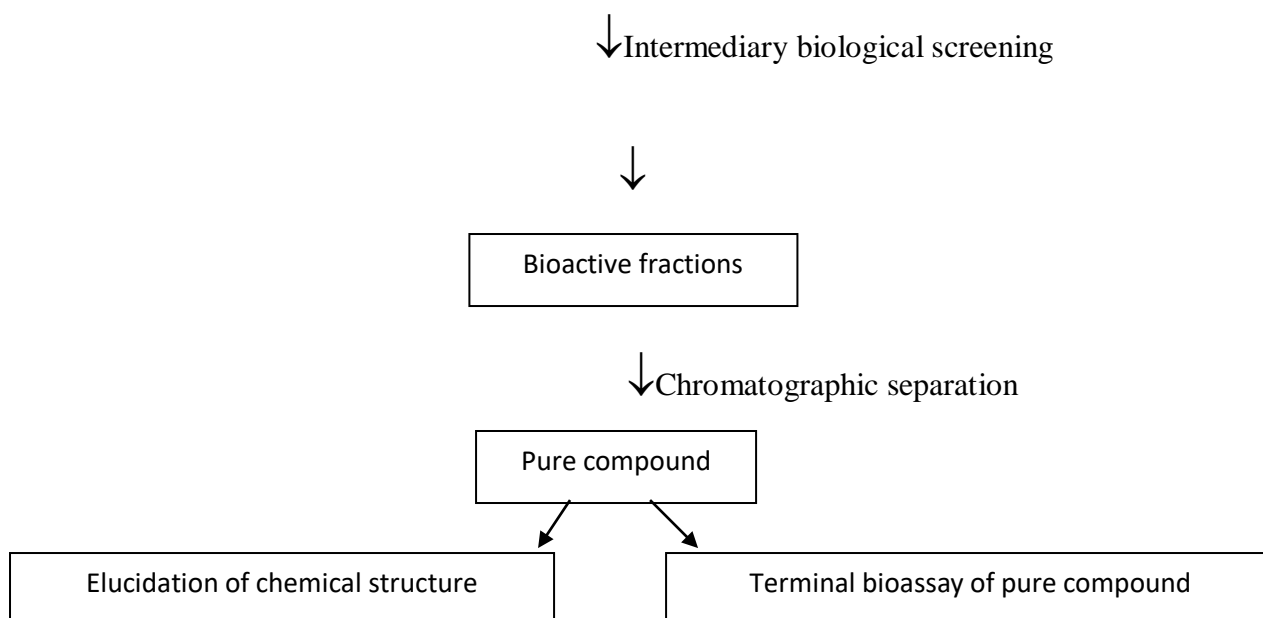 Intermediary biological screening
Bioactive fractions
Chromatographic separation
Pure compound
Elucidation of chemical structure
Terminal bioassay of pure compound